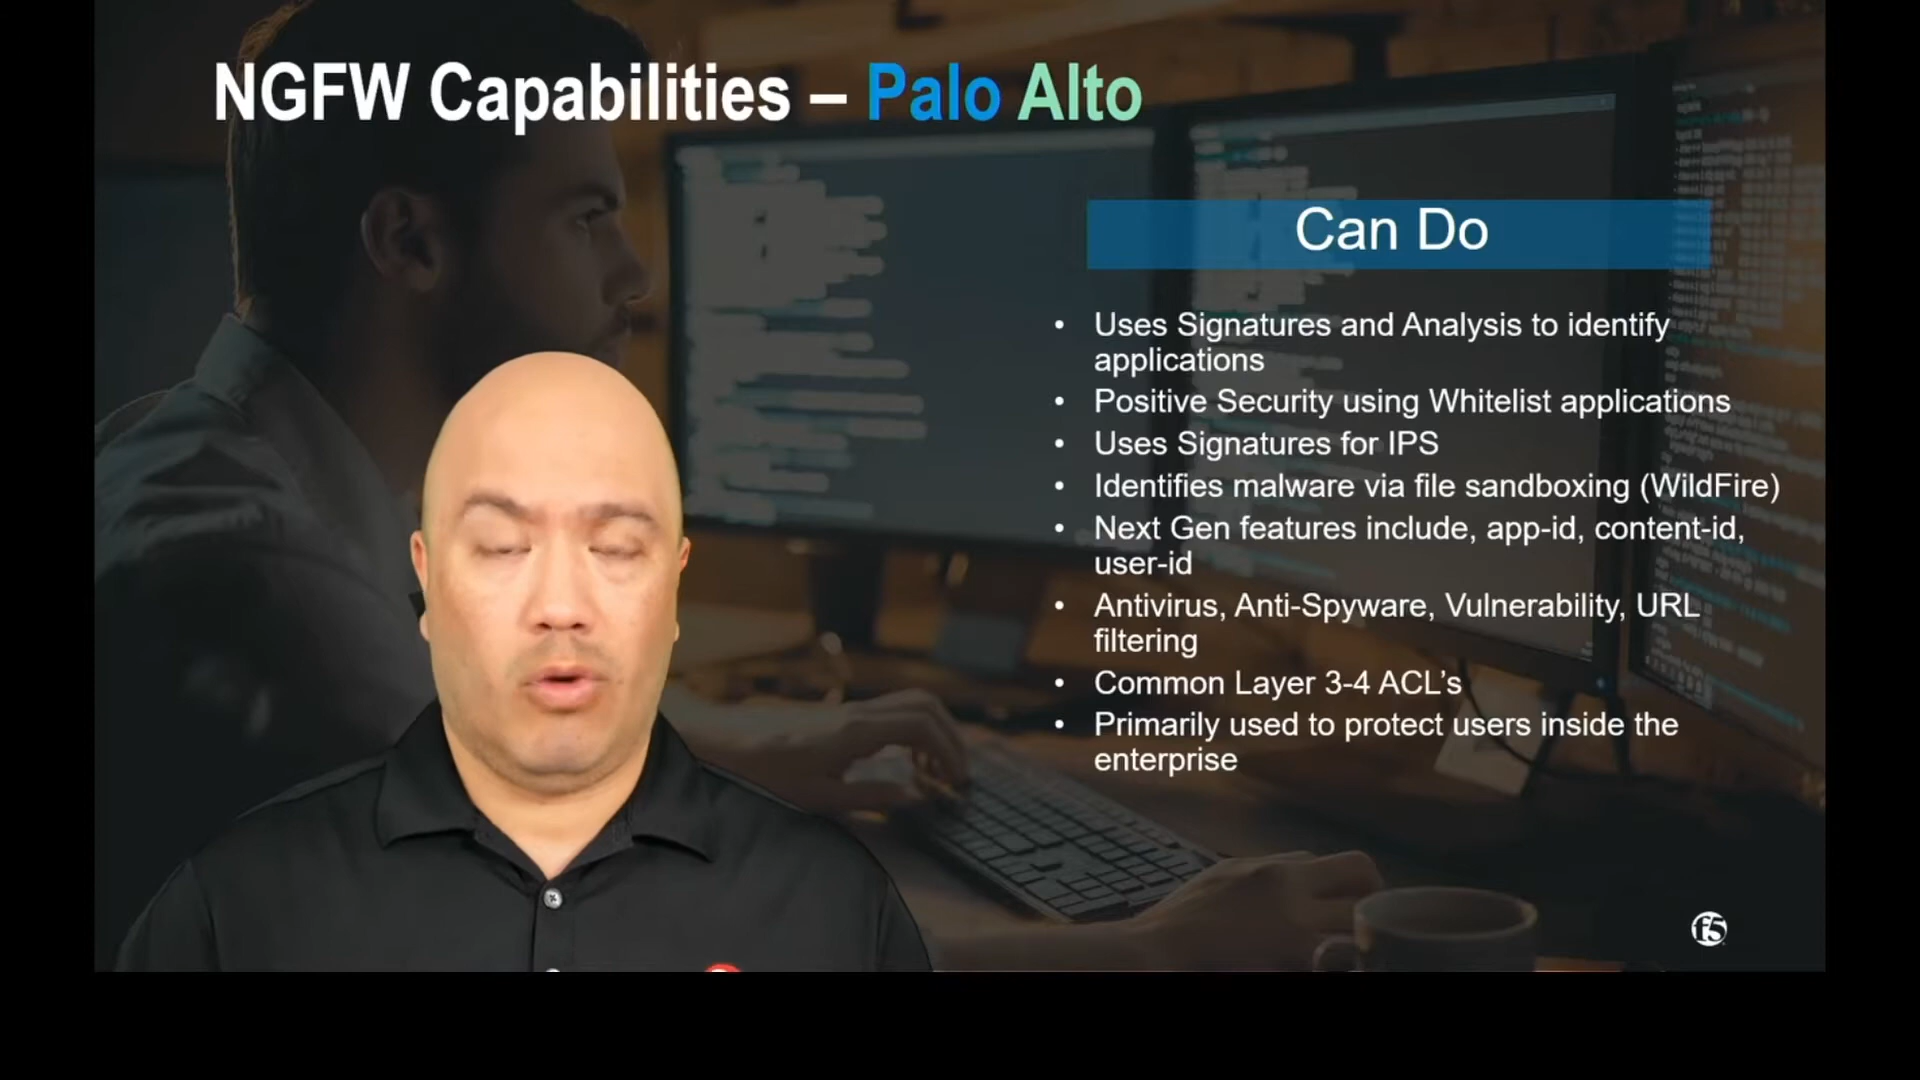 NGFW Capabilities – Palo Alto
Can Do
• Uses Signatures and Analysis to identify
applications
• Positive Security using Whitelist applications
• Uses Signatures for IPS
• Identifies malware via file sandboxing (WildFire)
• Next Gen features include, app-id, content-id,
user-id
• Antivirus, Anti-Spyware, Vulnerability, URL
filtering
• Common Layer 3-4 ACL’s
• Primarily used to protect users inside the
enterprise
f5